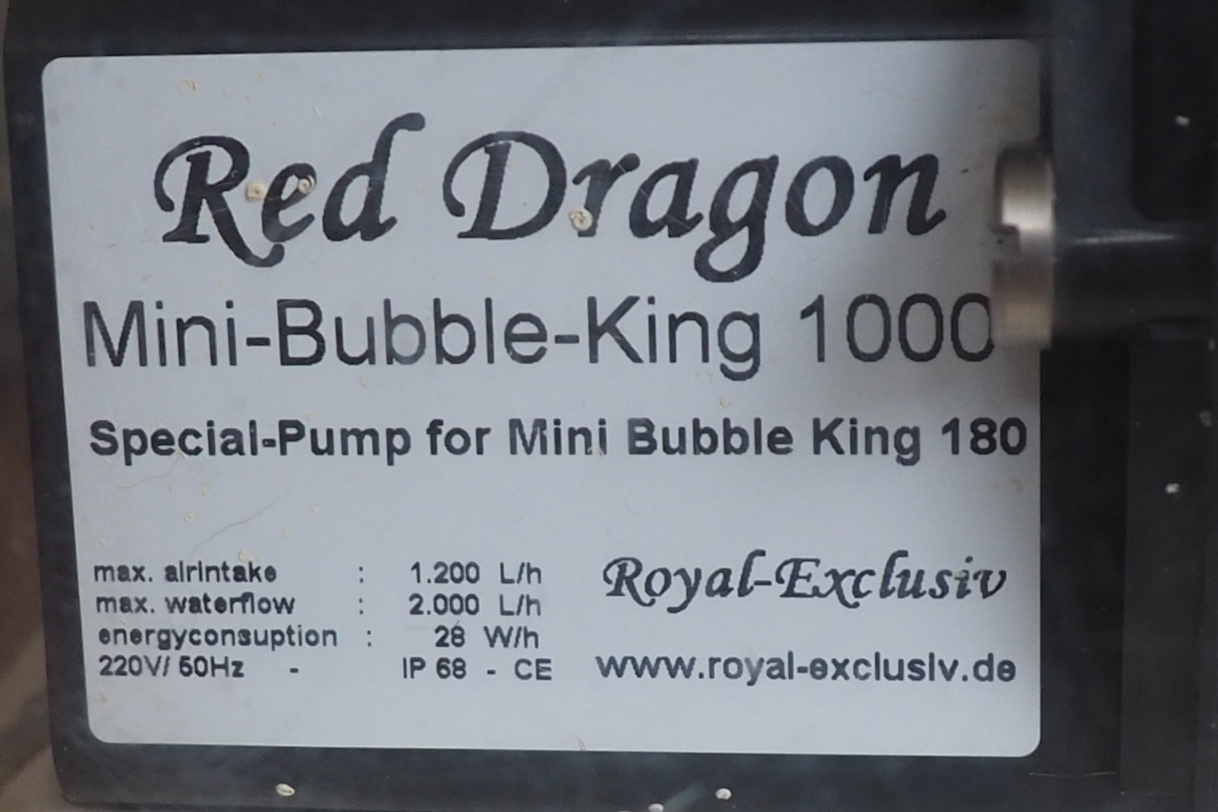 Red Dragon
Mini-Bubble-King 1000
Special-Pump for Mini Bubble King 180
max. airintake : 1.200 L/h
max. waterflow : 2.000 L/h
energyconsuption : 28 W/h
220V/ 50Hz - IP 68 - CE
Royal-Exclusiv
www.royal-exclusiv.de